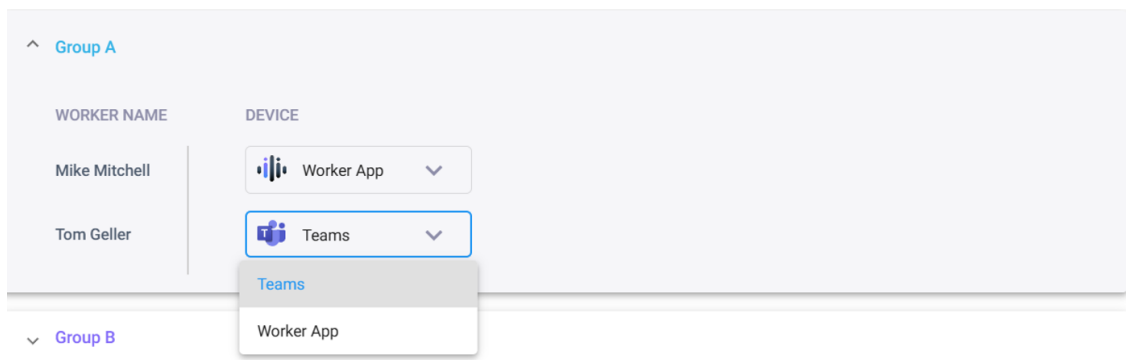 Group A
WORKER NAME DEVICE
Mike Mitchell Worker App
Tom Geller T Teams
Teams
Worker App
Group B